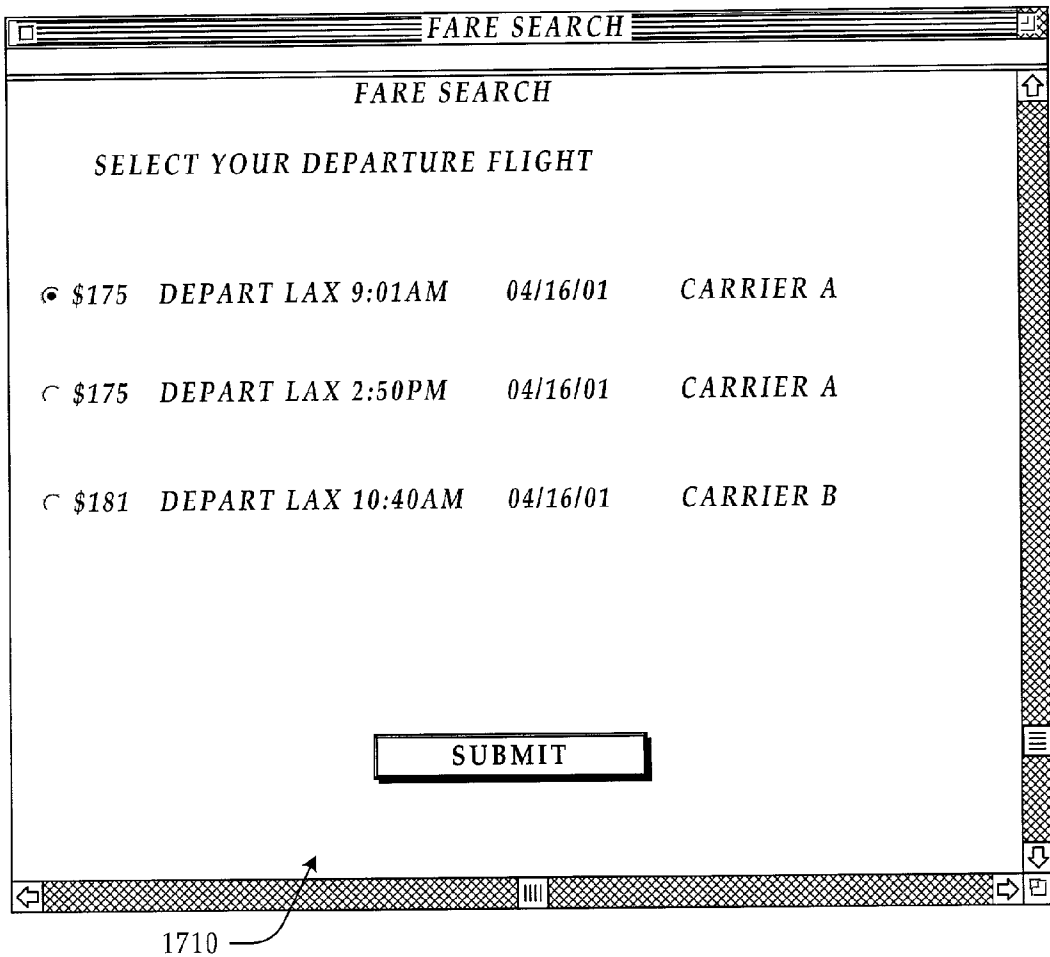 FARE SEARCH
FARE SEARCH
SELECT YOUR DEPARTURE FLIGHT
$175 DEPART LAX 9:01AM 04/16/01 CARRIER A
$175 DEPART LAX 2:50PM 04/16/01 CARRIER A
$181 DEPART LAX 10:40AM 04/16/01 CARRIER B
SUBMIT
1710